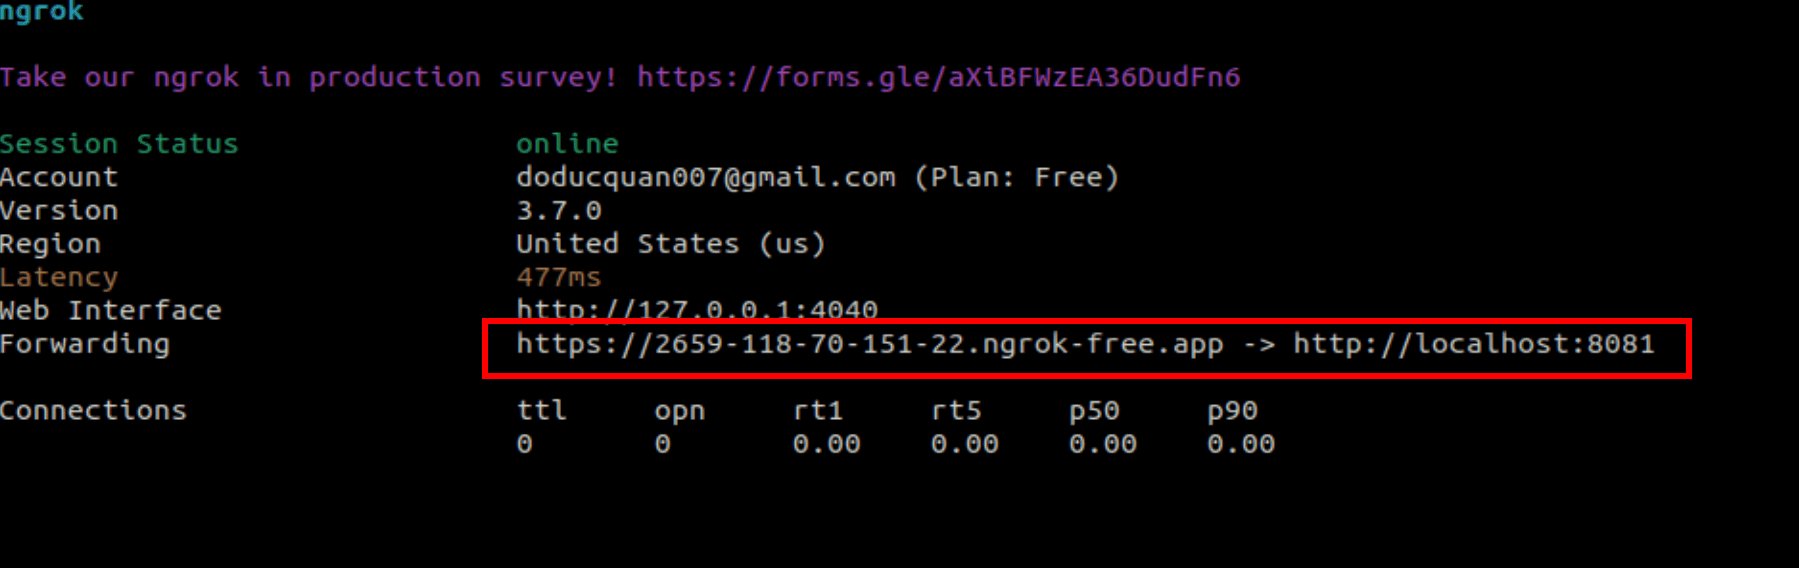 ngrok
Take our ngrok in production survey! https://forms.gle/aXiBFWzEA36DudFn6
Session Status online
Account doducquan007@gmail.com (Plan: Free)
Version 3.7.0
Region United States (us)
Latency 477ms
Web Interface http://127.0.0.1:4040
Forwarding https://2659-118-70-151-22.ngrok-free.app -> http://localhost:8081
Connections ttl opn rt1 rt5 p50 p90
0 0 0.00 0.00 0.00 0.00